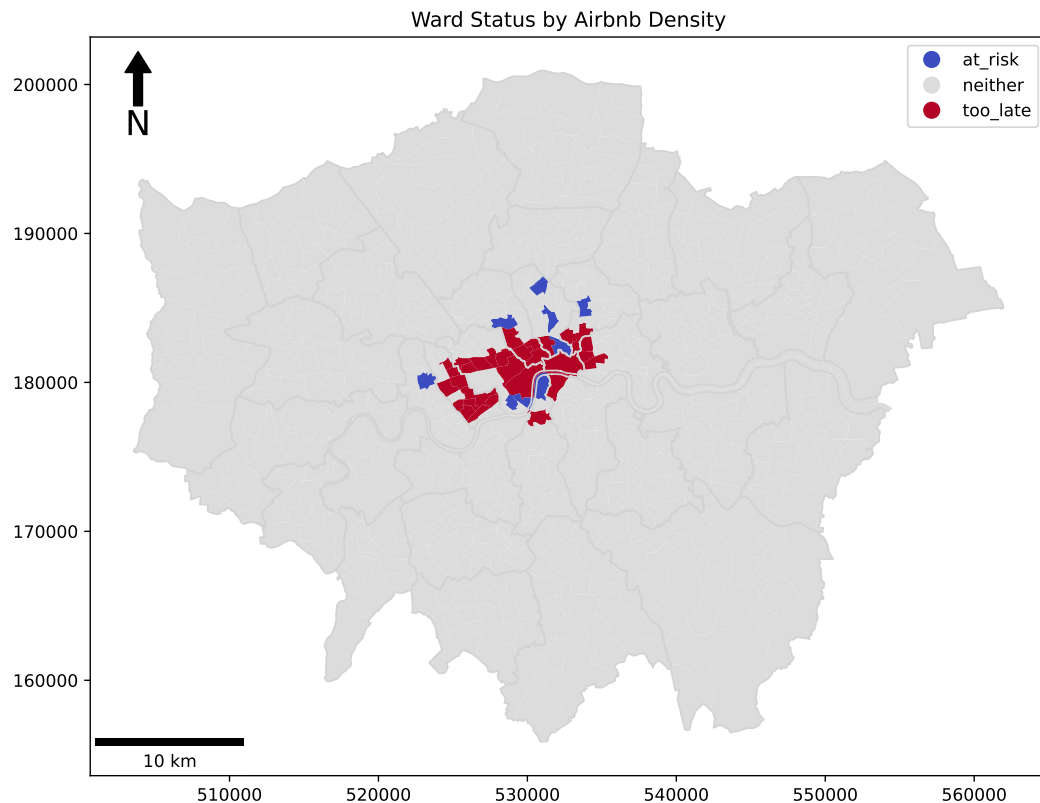 Ward Status by Airbnb Density
N
at_risk
neither
too_late
200000
190000
180000
170000
160000
10 km
510000 520000 530000 540000 550000 560000